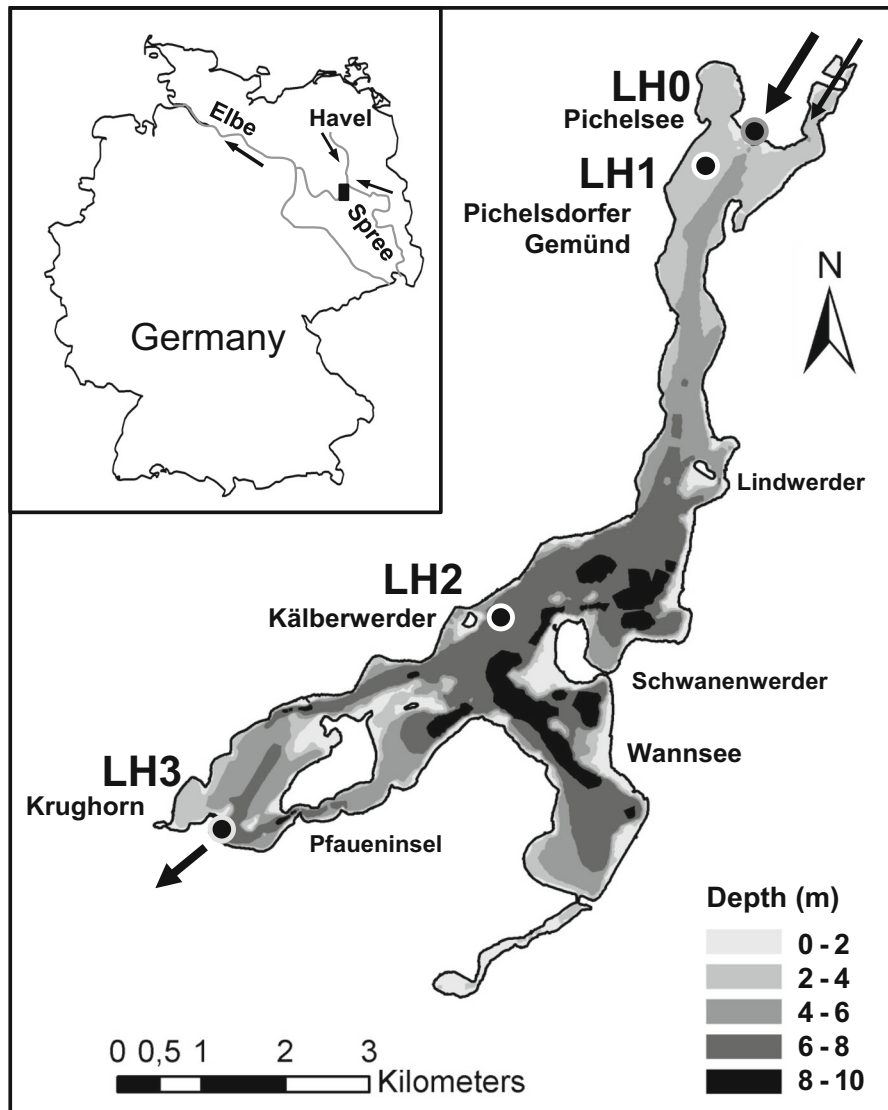 Elbe
Havel
Spree
Germany
LH0
Pichelsee
LH1
Pichelsdorfer
Gemünd
N
Lindwerder
LH2
Kälberwerder
Schwanenwerder
Wannsee
LH3
Krughorn
Pfaueninsel
Depth (m)
0 - 2
2 - 4
4 - 6
6 - 8
8 - 10
0 0,5 1 2 3
Kilometers